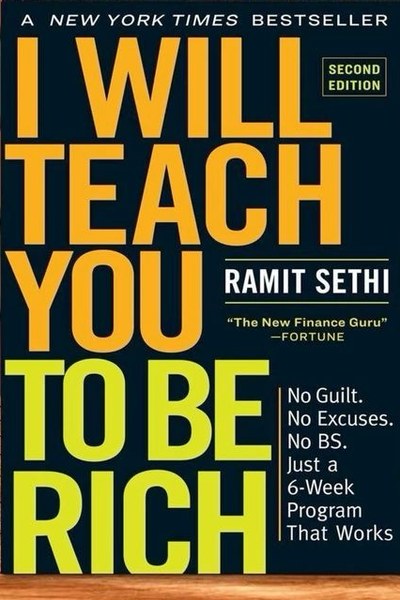 A NEW YORK TIMES BESTSELLER
I WILL
SECOND
EDITION
TEACH
YOU
RAMIT SETHI
“The New Finance Guru”
—FORTUNE
TO BE
RICH
No Guilt.
No Excuses.
No BS.
Just a
6-Week
Program
That Works